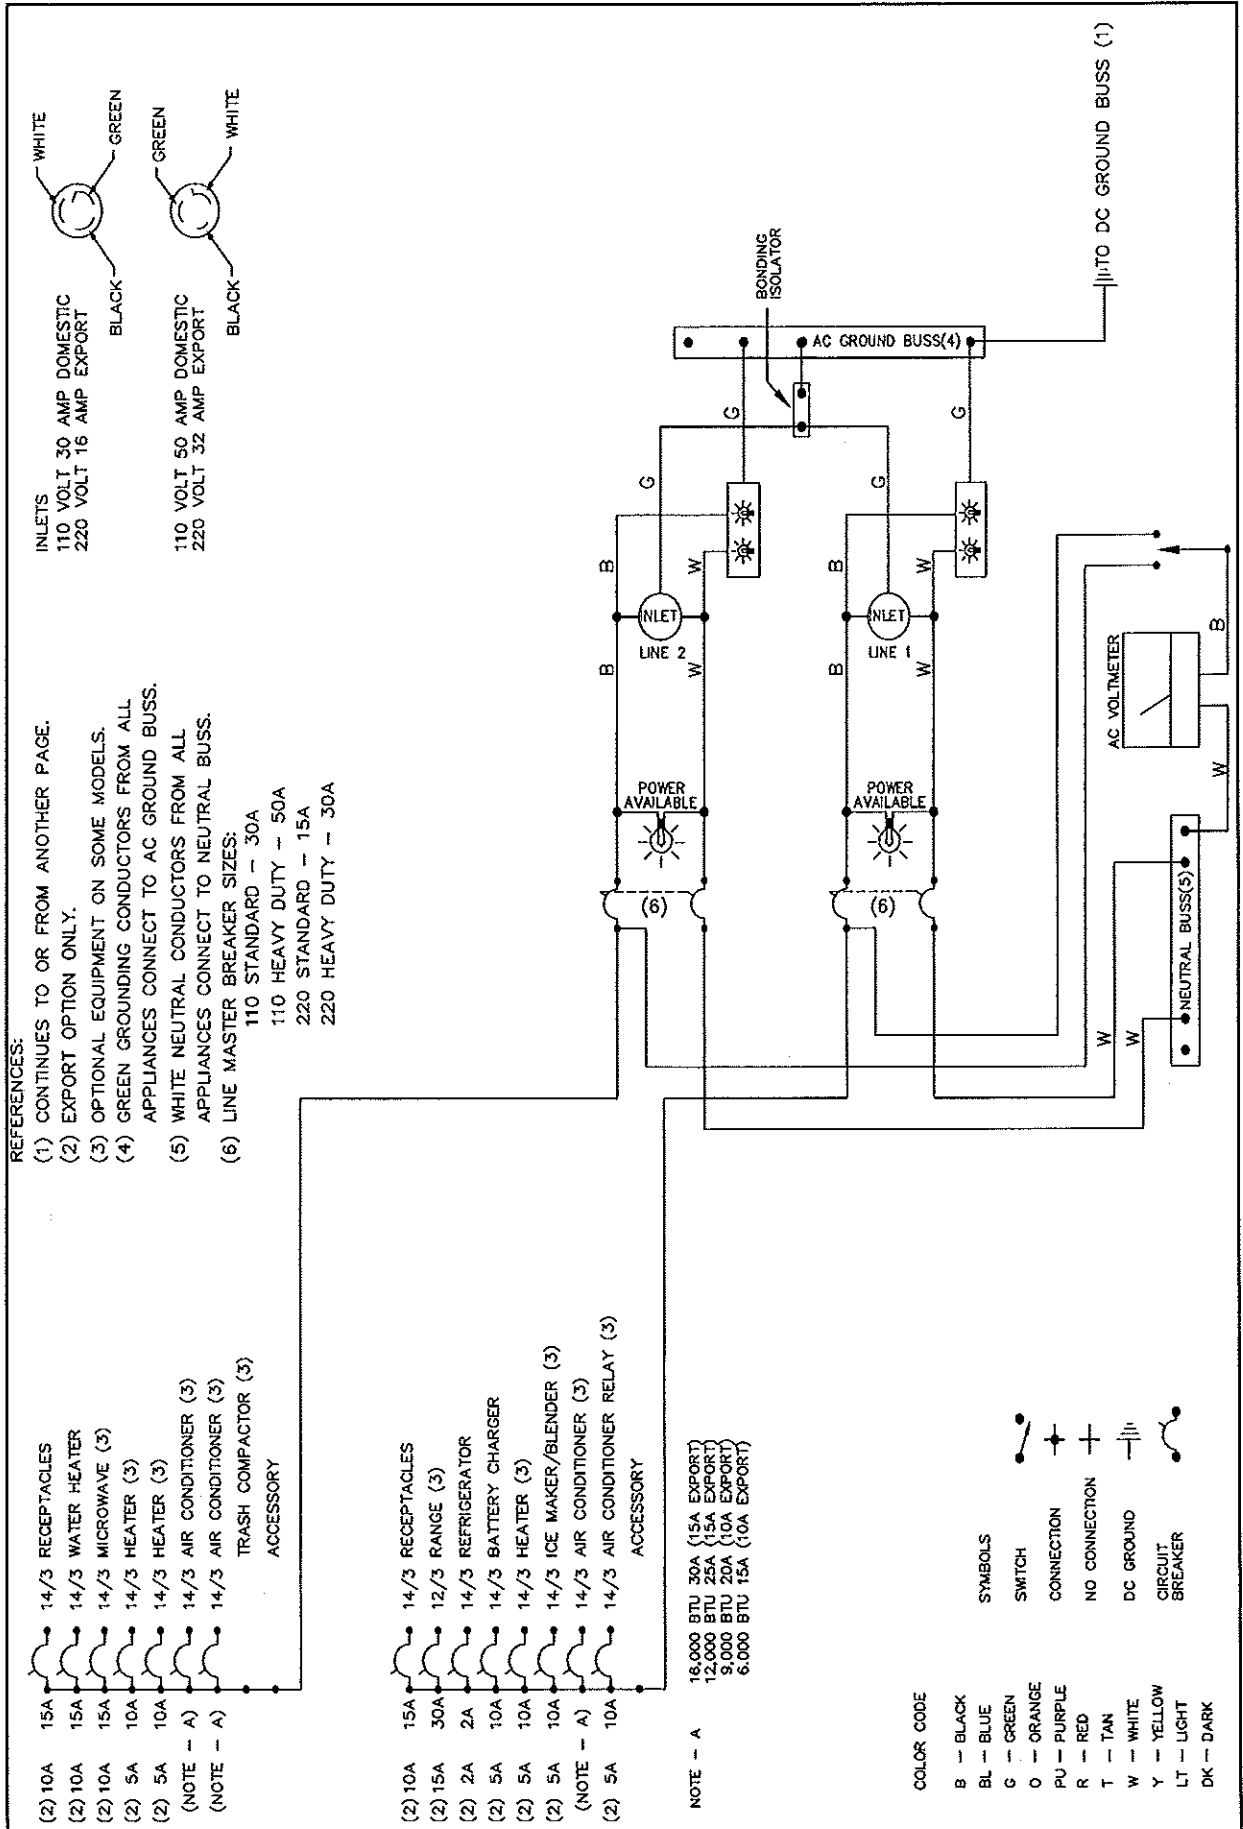 REFERENCES:
(1) CONTINUES TO OR FROM ANOTHER PAGE.
(2) EXPORT OPTION ONLY.
(3) OPTIONAL EQUIPMENT ON SOME MODELS.
(4) GREEN GROUNDING CONDUCTORS FROM ALL
APPLIANCES CONNECT TO AC GROUND BUSS.
(5) WHITE NEUTRAL CONDUCTORS FROM ALL
APPLIANCES CONNECT TO NEUTRAL BUSS.
(6) LINE MASTER BREAKER SIZES:
110 STANDARD – 30A
110 HEAVY DUTY – 50A
220 STANDARD – 15A
220 HEAVY DUTY – 30A
INLETS
110 VOLT 30 AMP DOMESTIC
220 VOLT 16 AMP EXPORT
WHITE
GREEN
BLACK
110 VOLT 50 AMP DOMESTIC
220 VOLT 32 AMP EXPORT
GREEN
WHITE
BLACK
(2) 10A 15A 14/3 RECEPTACLES
(2) 10A 15A 14/3 WATER HEATER
(2) 10A 15A 14/3 MICROWAVE (3)
(2) 5A 10A 14/3 HEATER (3)
(2) 5A 10A 14/3 HEATER (3)
(NOTE – A) 14/3 AIR CONDITIONER (3)
(NOTE – A) 14/3 AIR CONDITIONER (3)
TRASH COMPACTOR (3)
ACCESSORY
(2) 10A 15A 14/3 RECEPTACLES
(2) 15A 30A 12/3 RANGE (3)
(2) 2A 2A 14/3 REFRIGERATOR
(2) 5A 10A 14/3 BATTERY CHARGER
(2) 5A 10A 14/3 HEATER (3)
(2) 5A 10A 14/3 ICE MAKER/BLENDER (3)
(NOTE – A) 14/3 AIR CONDITIONER (3)
(2) 5A 10A 14/3 AIR CONDITIONER RELAY (3)
ACCESSORY
NOTE – A
16,000 BTU 30A (15A EXPORT)
12,000 BTU 25A (15A EXPORT)
9,000 BTU 20A (10A EXPORT)
6,000 BTU 15A (10A EXPORT)
B
B
G
G
INLET
LINE 2
W
W
POWER
AVAILABLE
(6)
BONDING
ISOLATOR
AC GROUND BUSS(4)
B
B
G
G
INLET
LINE 1
W
W
POWER
AVAILABLE
(6)
TO DC GROUND BUSS (1)
AC VOLTMETER
B
W
W
W
NEUTRAL BUSS(5)
COLOR CODE
B – BLACK
BL – BLUE
G – GREEN
O – ORANGE
PU – PURPLE
R – RED
T – TAN
W – WHITE
Y – YELLOW
LT – LIGHT
DK – DARK
SYMBOLS
SWITCH
CONNECTION
NO CONNECTION
DC GROUND
CIRCUIT
BREAKER